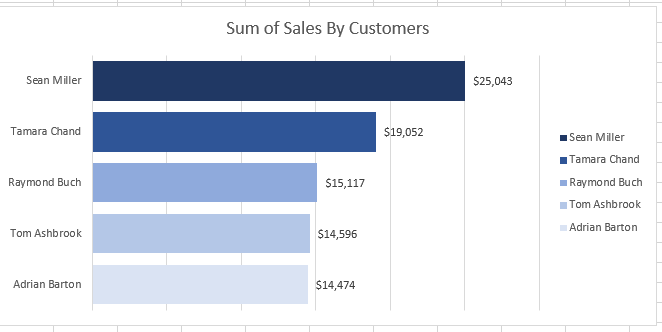 Sum of Sales By Customers
Sean Miller
$25,043
Tamara Chand
$19,052
Raymond Buch
$15,117
Tom Ashbrook
$14,596
Adrian Barton
$14,474
Sean Miller
Tamara Chand
Raymond Buch
Tom Ashbrook
Adrian Barton